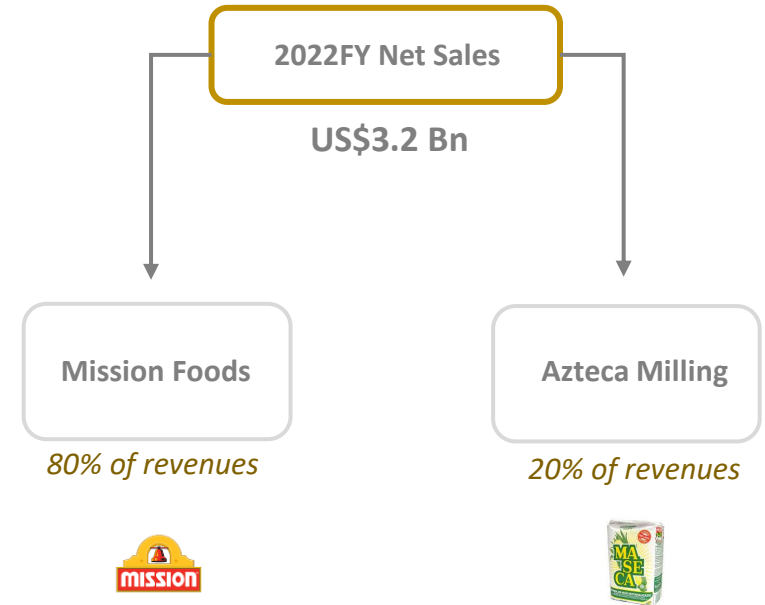 2022FY Net Sales
US$3.2 Bn
Mission Foods
Azteca Milling
80% of revenues
20% of revenues
MISSION
MA
SE
CA